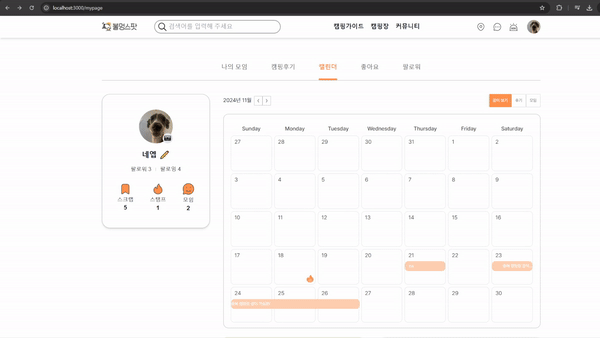 localhost:3000/mypage
불멍스팟
검색어를 입력해 주세요
캠핑가이드 캠핑장 커뮤니티
나의 모임 캠핑후기 캘린더 좋아요 팔로워
2024년 11월
네엡
팔로워 3 팔로잉 4
스크랩 스탬프 모임
5 1 2
Sunday Monday Tuesday Wednesday Thursday Friday Saturday
27 28 29 30 31 1 2
3 4 5 6 7 8 9
10 11 12 13 14 15 16
17 18 19 20 21 22 23
24 25 26 27 28 29 30